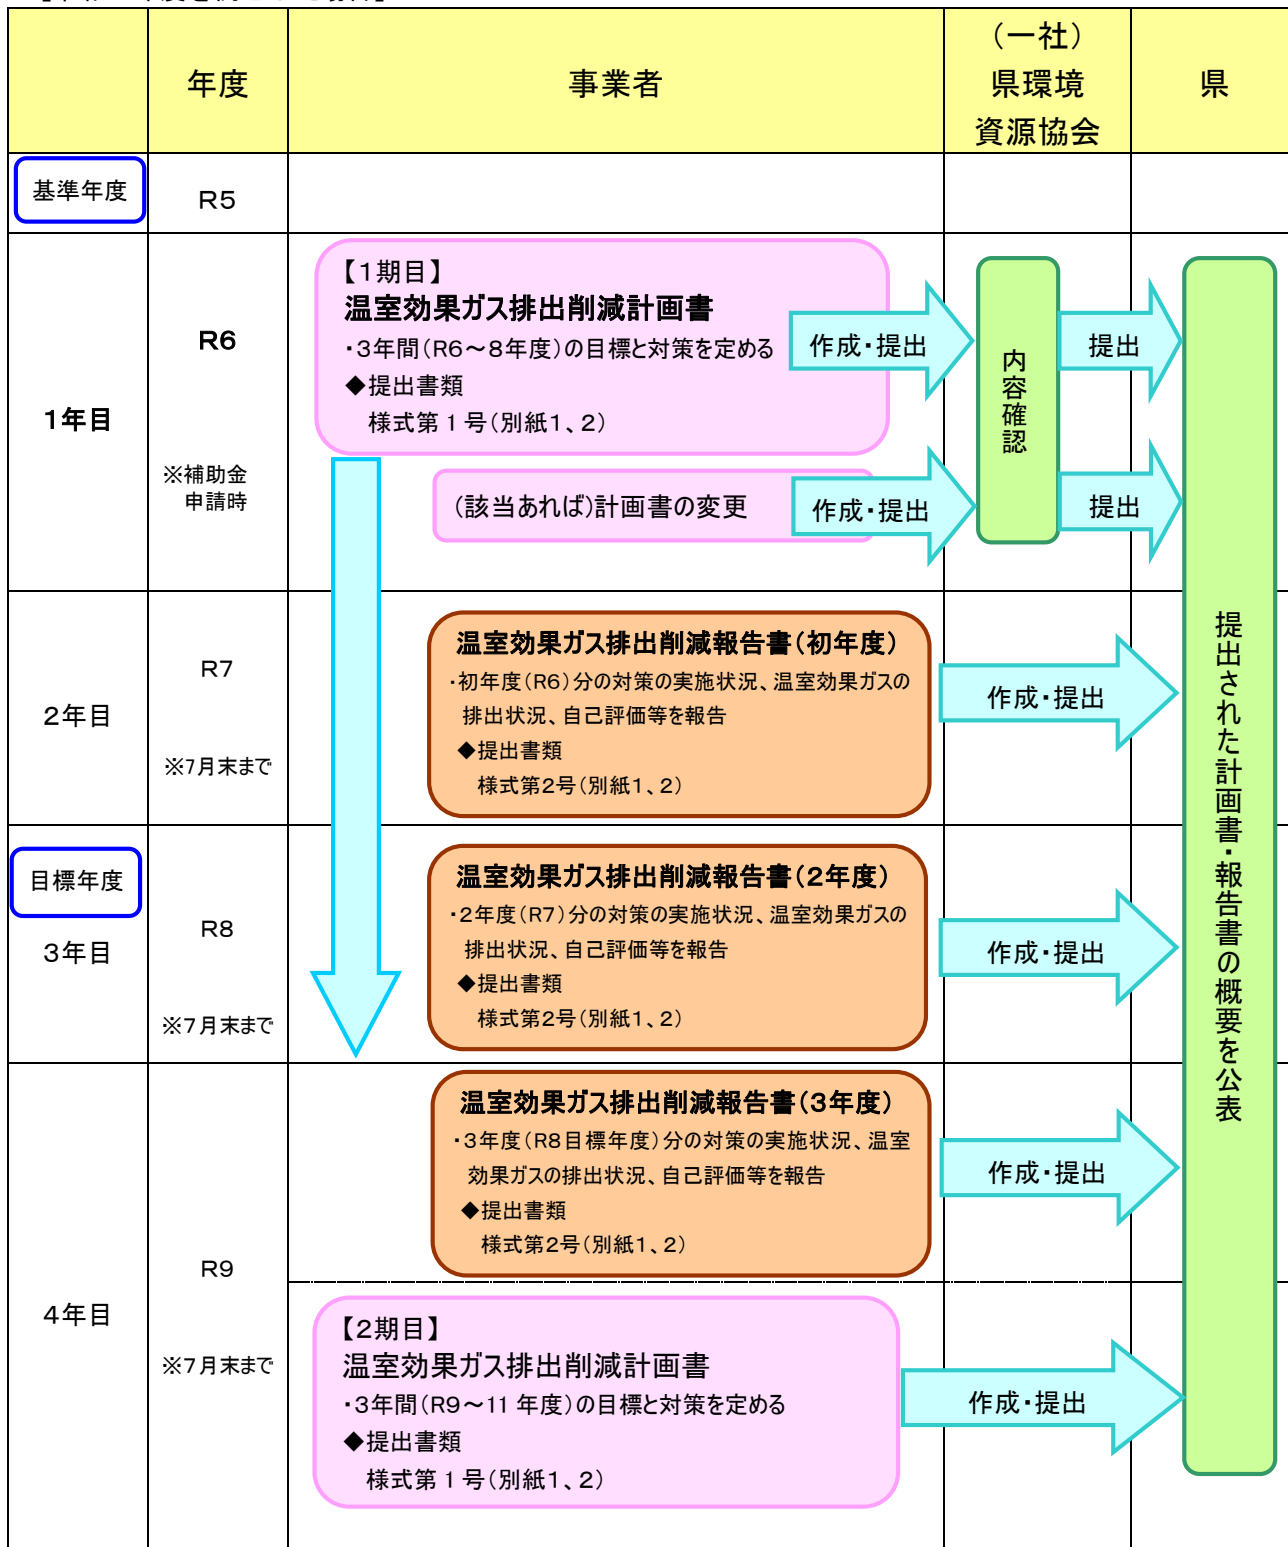 年度
事業者
（一社）
県環境
資源協会
県
基準年度
R5
1年目
R6
※補助金
申請時
【1期目】
温室効果ガス排出削減計画書
・3年間（R6～8年度）の目標と対策を定める
◆提出書類
様式第１号（別紙1、2）
作成・提出
内容確認
提出
（該当あれば）計画書の変更
作成・提出
提出
2年目
R7
※7月末まで
温室効果ガス排出削減報告書（初年度）
・初年度（R6）分の対策の実施状況、温室効果ガスの
排出状況、自己評価等を報告
◆提出書類
様式第2号（別紙1、2）
作成・提出
提出された計画書・報告書の概要を公表
目標年度
3年目
R8
※7月末まで
温室効果ガス排出削減報告書（2年度）
・2年度（R7）分の対策の実施状況、温室効果ガスの
排出状況、自己評価等を報告
◆提出書類
様式第2号（別紙1、2）
作成・提出
4年目
R9
※7月末まで
温室効果ガス排出削減報告書（3年度）
・3年度（R8目標年度）分の対策の実施状況、温室
効果ガスの排出状況、自己評価等を報告
◆提出書類
様式第2号（別紙1、2）
作成・提出
【2期目】
温室効果ガス排出削減計画書
・3年間（R9～11 年度）の目標と対策を定める
◆提出書類
様式第１号（別紙1、2）
作成・提出